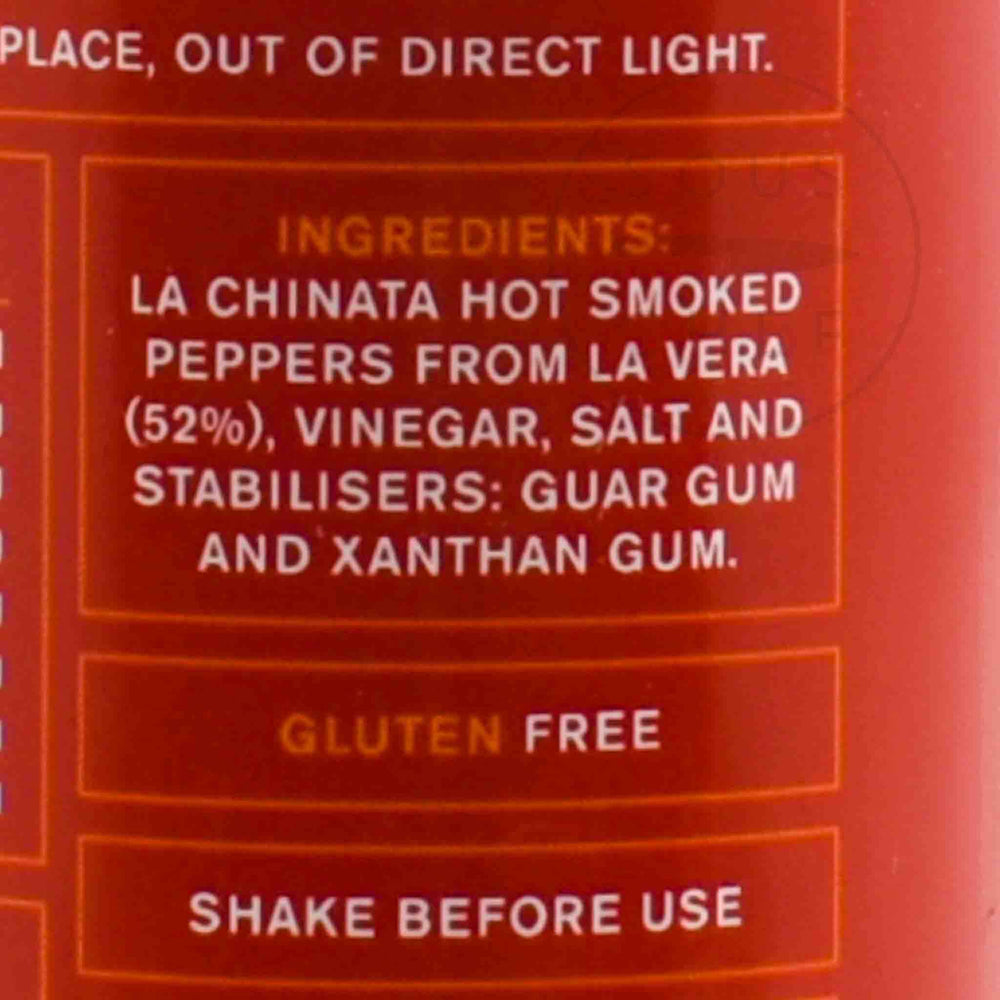 PLACE, OUT OF DIRECT LIGHT.
INGREDIENTS:
LA CHINATA HOT SMOKED
PEPPERS FROM LA VERA
(52%), VINEGAR, SALT AND
STABILISERS: GUAR GUM
AND XANTHAN GUM.
GLUTEN FREE
SHAKE BEFORE USE